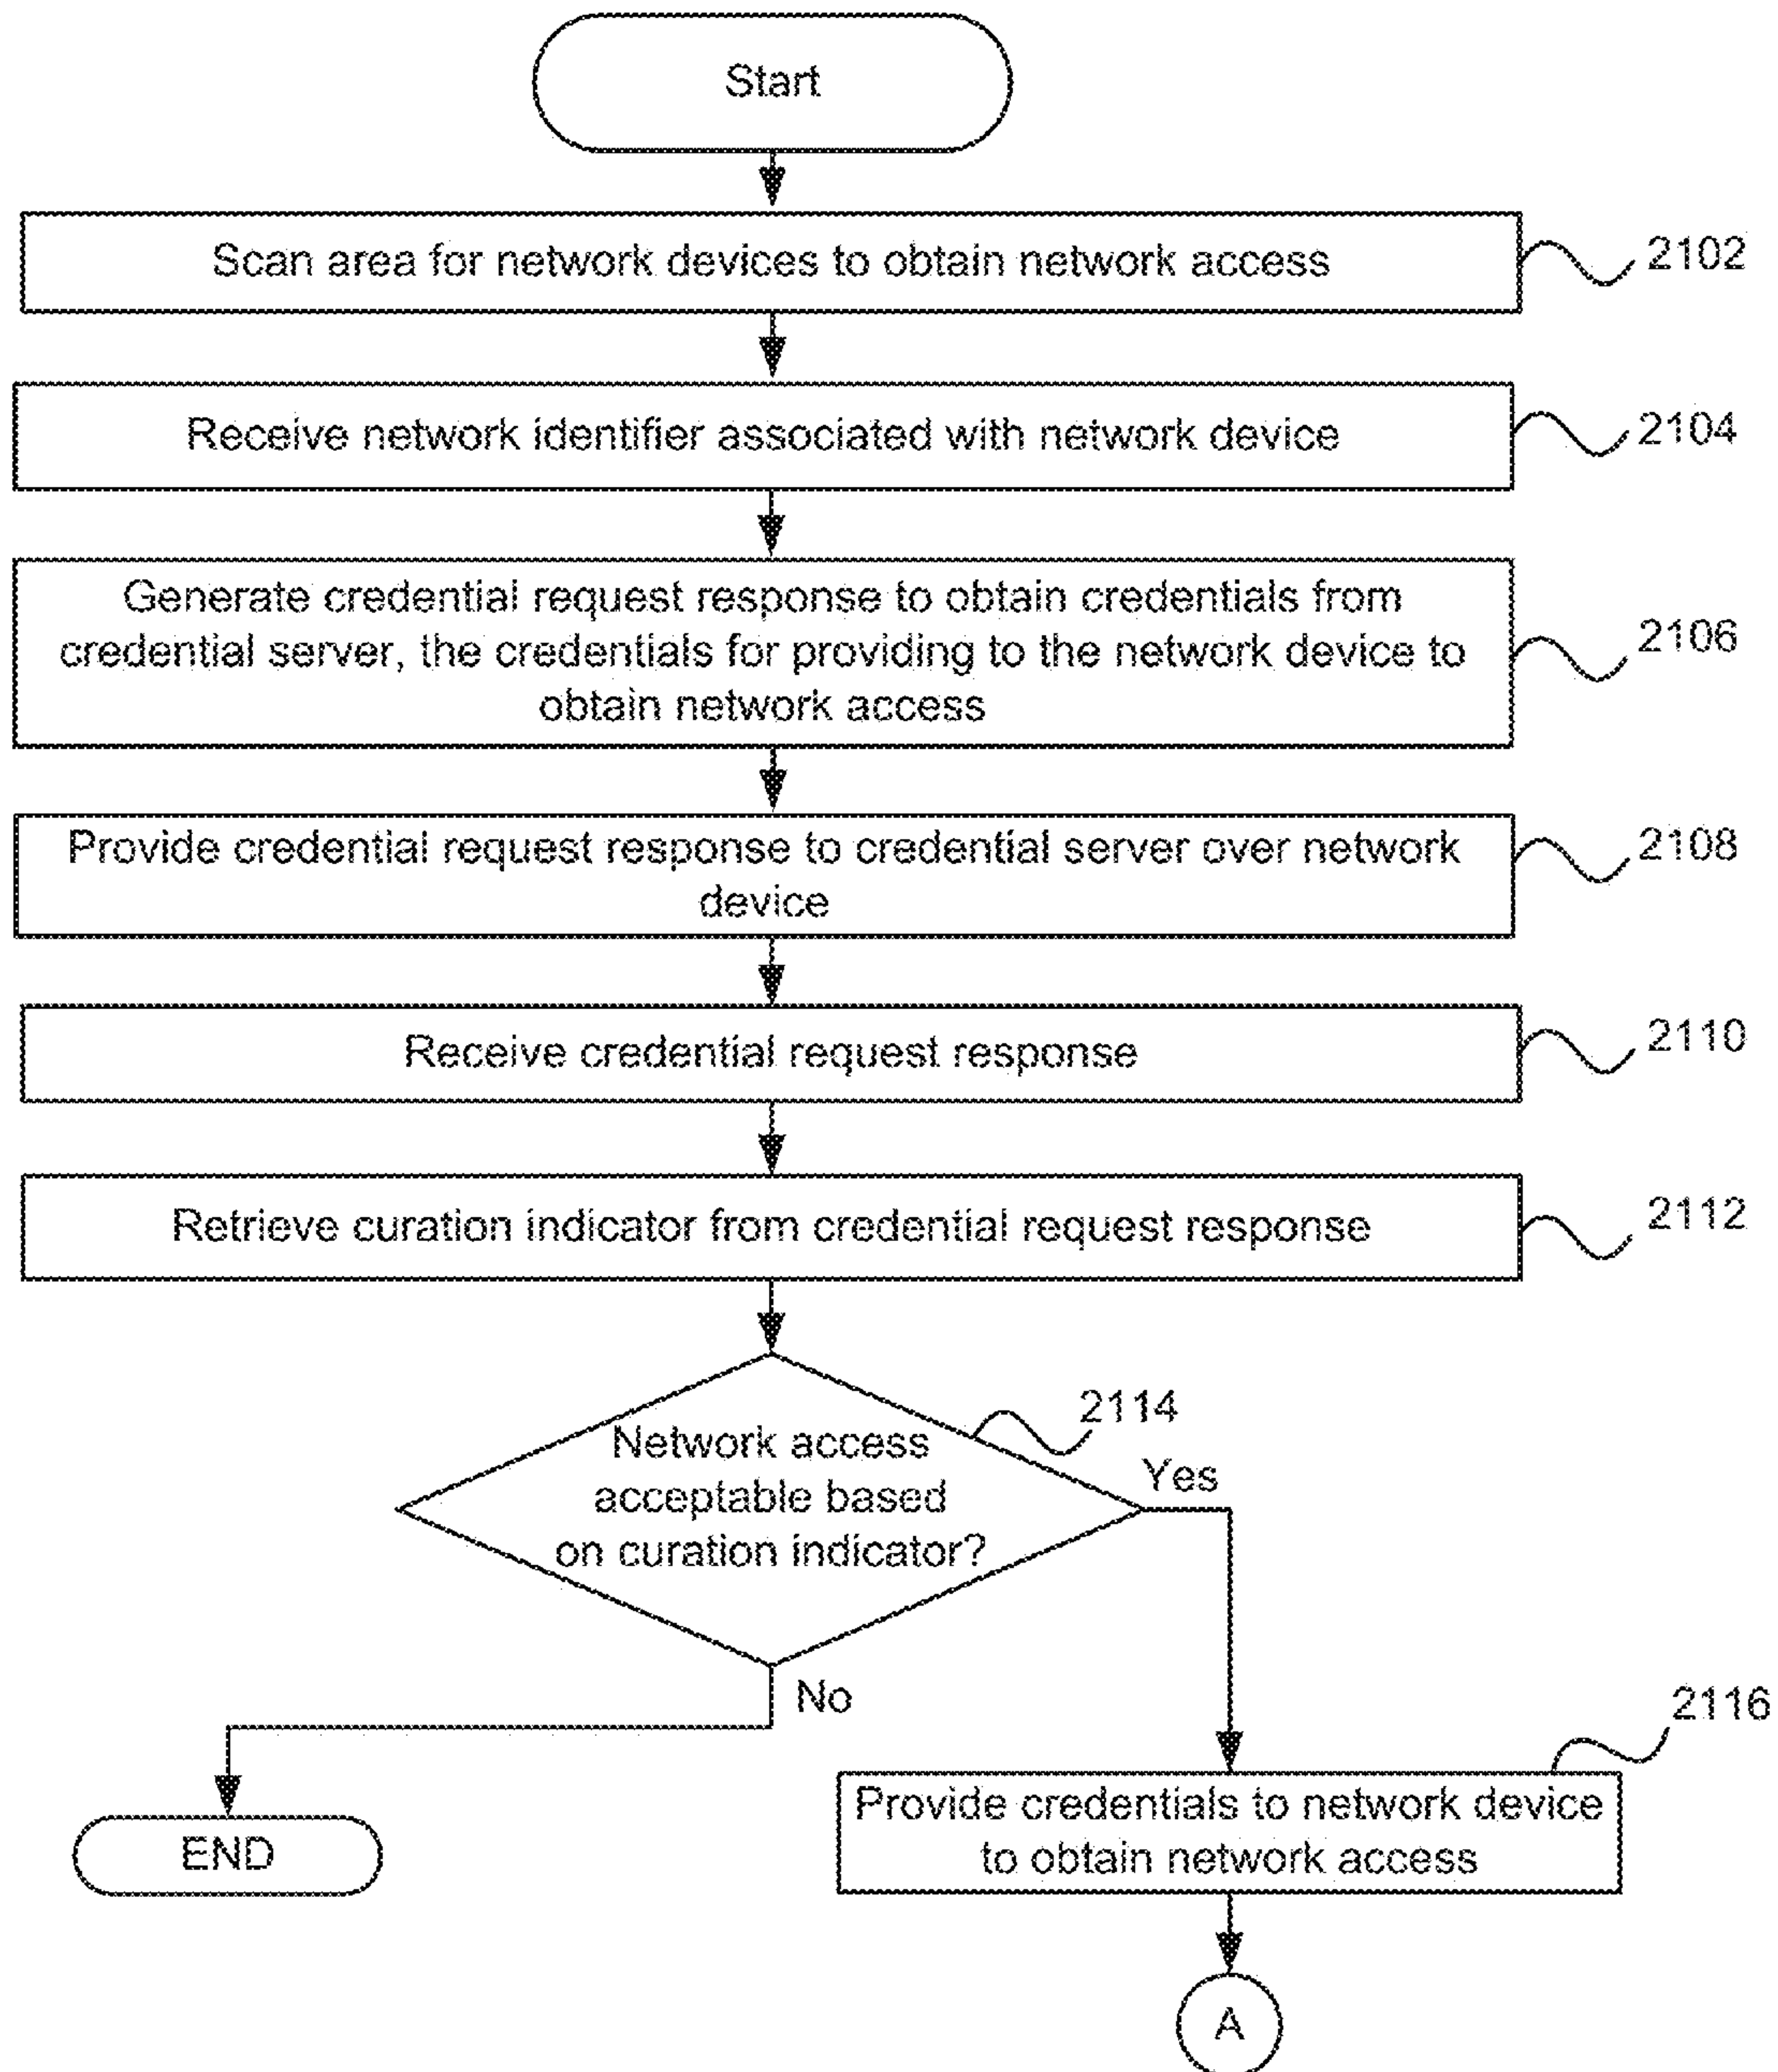 Start
Scan area for network devices to obtain network access
2102
Receive network identifier associated with network device
2104
Generate credential request response to obtain credentials from
credential server, the credentials for providing to the network device to
obtain network access
2106
Provide credential request response to credential server over network
device
2108
Receive credential request response
2110
Retrieve curation indicator from credential request response
2112
Network access
acceptable based
on curation indicator?
2114
Yes
No
2116
END
Provide credentials to network device
to obtain network access
A